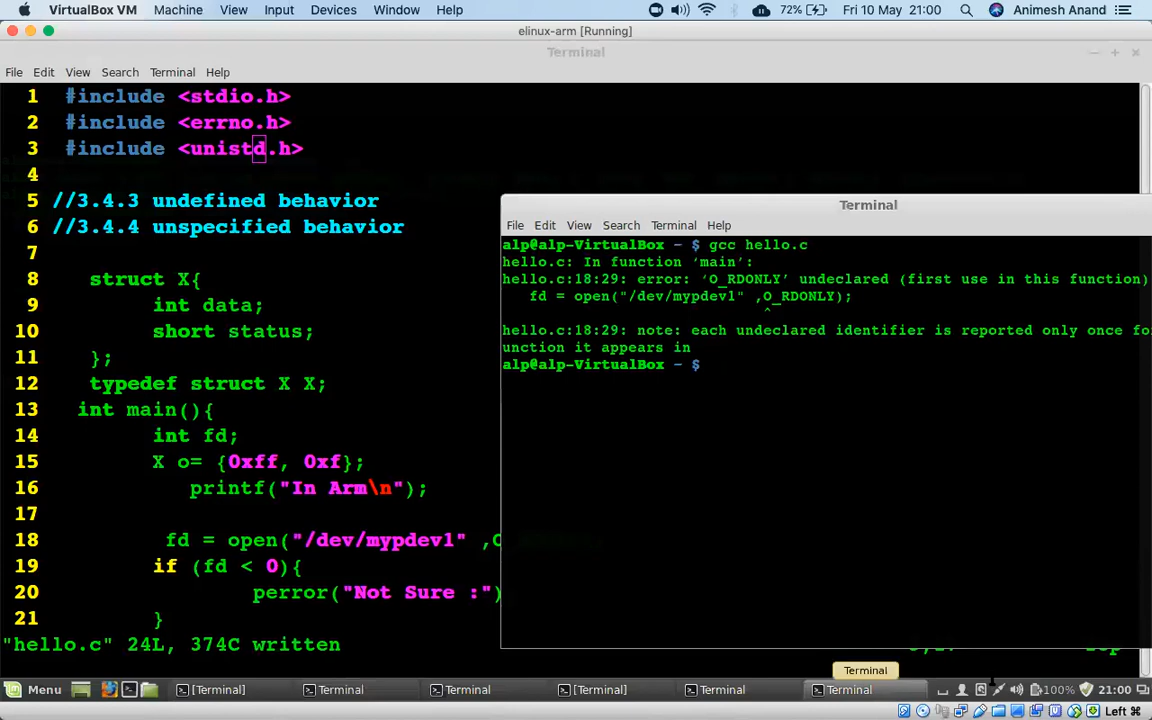 VirtualBox VM Machine View Input Devices Window Help 72% Fri 10 May 21:00 Animesh Anand
elinux-arm [Running]
Terminal
File Edit View Search Terminal Help
1 #include <stdio.h>
2 #include <errno.h>
3 #include <unistd.h>
4
5 //3.4.3 undefined behavior
6 //3.4.4 unspecified behavior
7
8 struct X{
9 int data;
10 short status;
11 };
12 typedef struct X X;
13 int main(){
14 int fd;
15 X o= {0xff, 0xf};
16 printf("In Arm\n");
17
18 fd = open("/dev/mypdev1" ,O
19 if (fd < 0){
20 perror("Not Sure :")
21 }
"hello.c" 24L, 374C written
Terminal
File Edit View Search Terminal Help
alp@alp-VirtualBox ~ $ gcc hello.c
hello.c: In function ‘main’:
hello.c:18:29: error: ‘O_RDONLY’ undeclared (first use in this function)
fd = open("/dev/mypdev1" ,O_RDONLY);
^
hello.c:18:29: note: each undeclared identifier is reported only once fo
unction it appears in
alp@alp-VirtualBox ~ $
Terminal
Menu [Terminal] Terminal Terminal [Terminal] Terminal Terminal 100% 21:00
Left ⌘